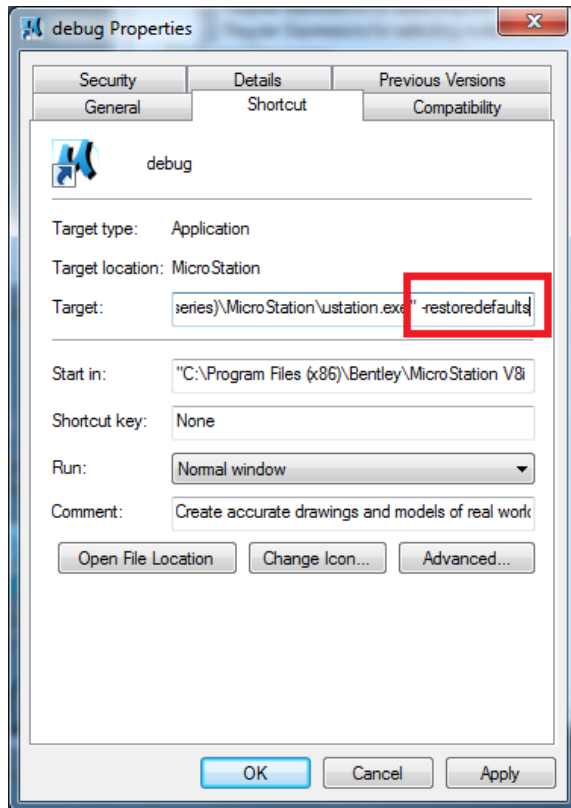 debug Properties
x
Security Details Previous Versions
General Shortcut Compatibility
debug
Target type: Application
Target location: MicroStation
Target: series)\MicroStation\ustation.exe" -restoredefaults
Start in: "C:\Program Files (x86)\Bentley\MicroStation V8i
Shortcut key: None
Run: Normal window
Comment: Create accurate drawings and models of real work
Open File Location Change Icon... Advanced...
OK Cancel Apply